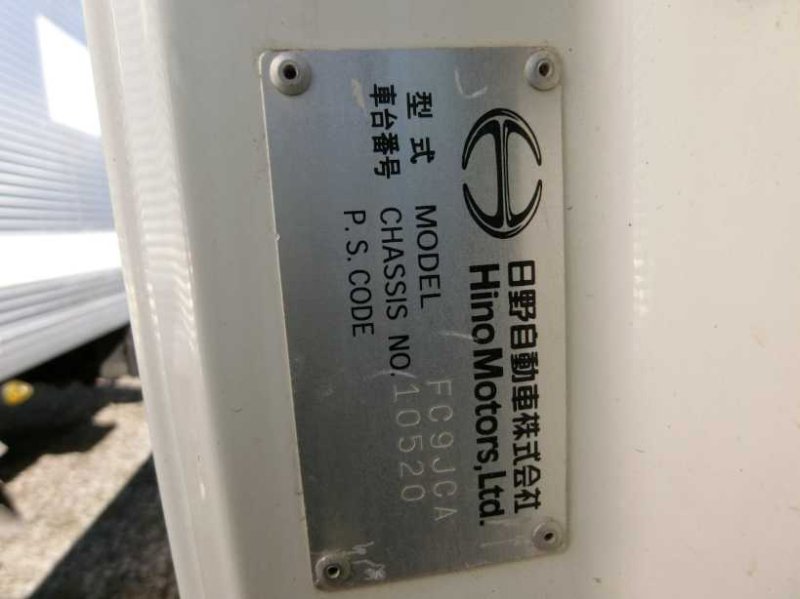 日野自動車株式会社
Hino Motors, Ltd.
型式 MODEL FC9JCA
車台番号 CHASSIS NO. 10520
P. S. CODE